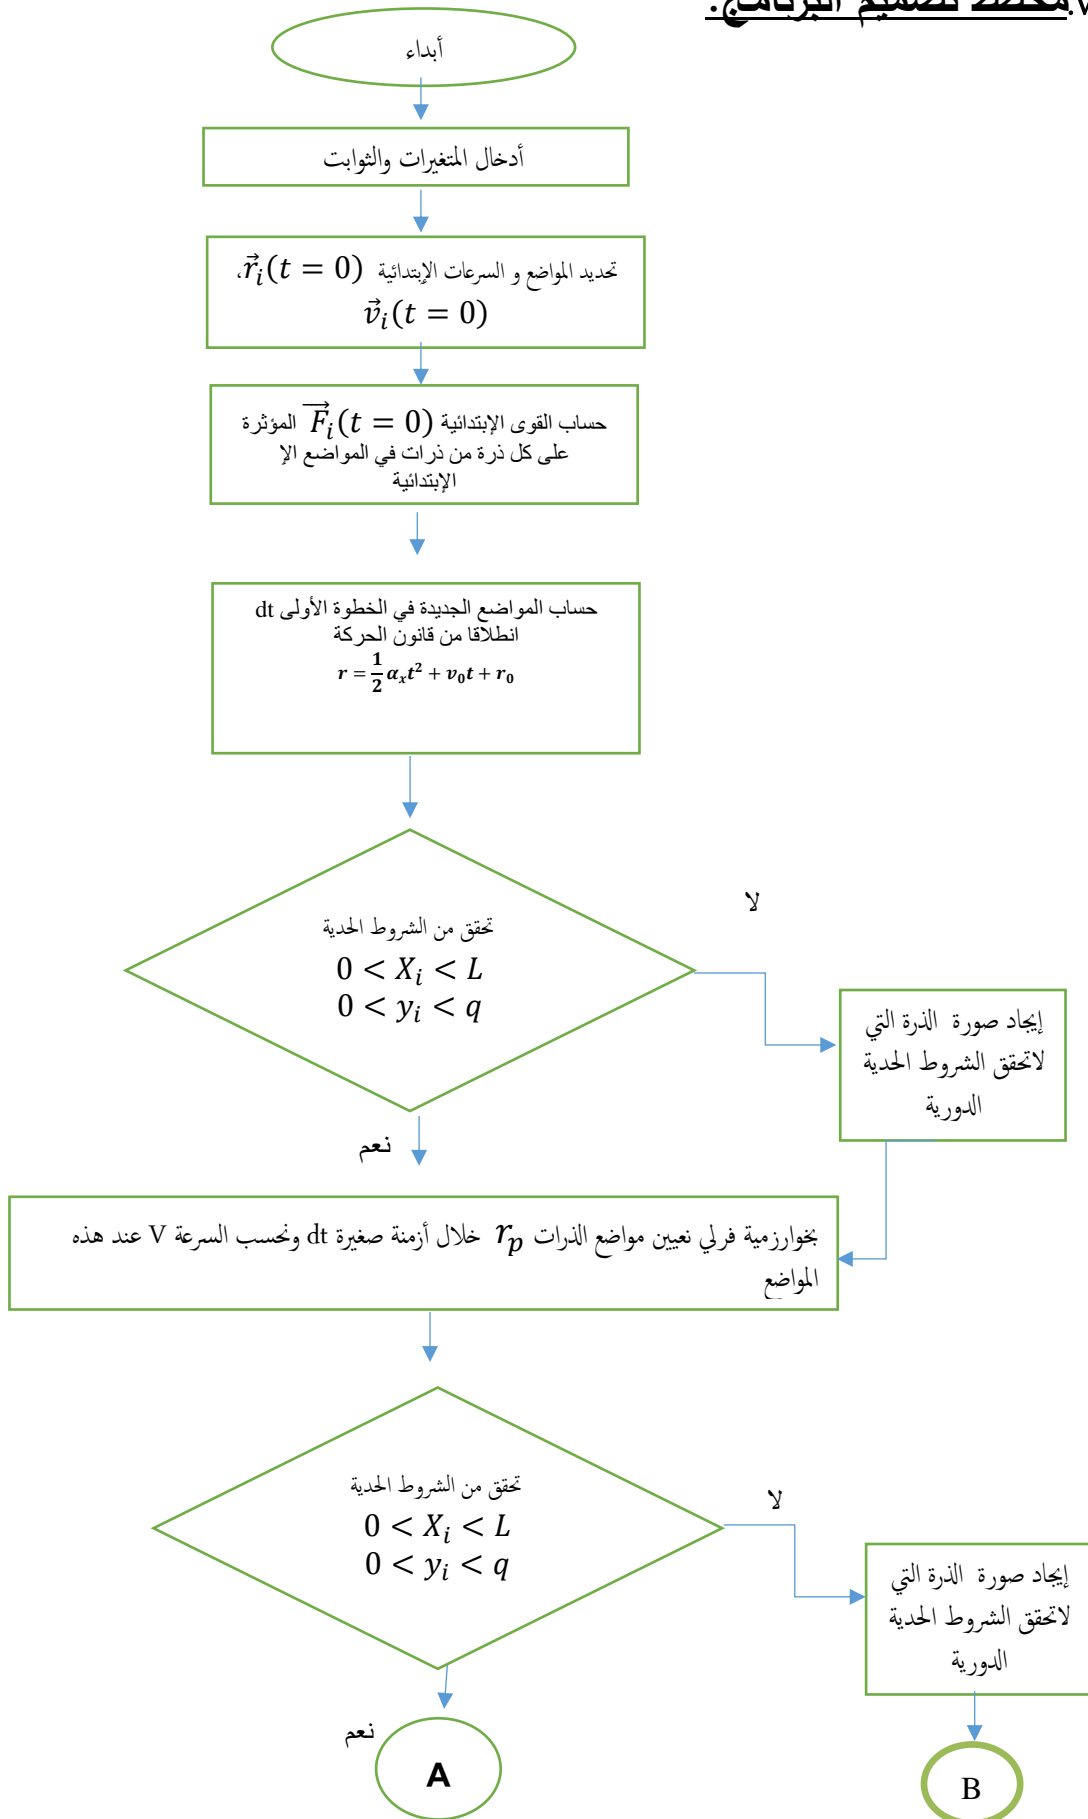 مخطط تصميم البرنامج:
أبداء
أدخال المتغيرات والثوابت
تحديد المواضع و السرعات الإبتدائية $\vec{r}_i(t=0)$،
$\vec{v}_i(t=0)$
حساب القوى الإبتدائية $\overrightarrow{F}_i(t=0)$ المؤثرة
على كل ذرة من ذرات في المواضع الإ
الإبتدائية
حساب المواضع الجديدة في الخطوة الأولى dt
انطلاقا من قانون الحركة
$r=\frac{1}{2}\alpha_x t^2+v_0t+r_0$
تحقق من الشروط الحدية
$0<X_i<L$
$0<y_i<q$
لا
إيجاد صورة الذرة التي
لاتحقق الشروط الحدية
الدورية
نعم
بخوارزمية فرلي نعيين مواضع الذرات $r_p$ خلال أزمنة صغيرة dt ونحسب السرعة V عند هذه
المواضع
تحقق من الشروط الحدية
$0<X_i<L$
$0<y_i<q$
لا
إيجاد صورة الذرة التي
لاتحقق الشروط الحدية
الدورية
نعم
A
B